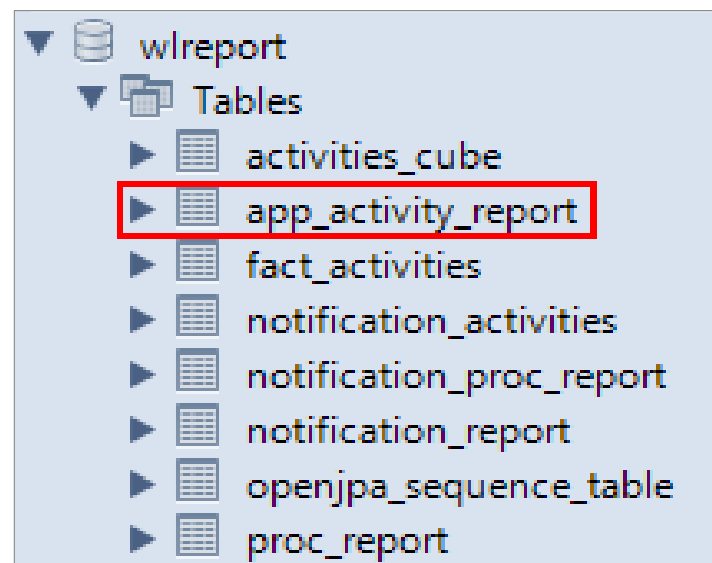 wlreport
Tables
activities_cube
app_activity_report
fact_activities
notification_activities
notification_proc_report
notification_report
openjpa_sequence_table
proc_report